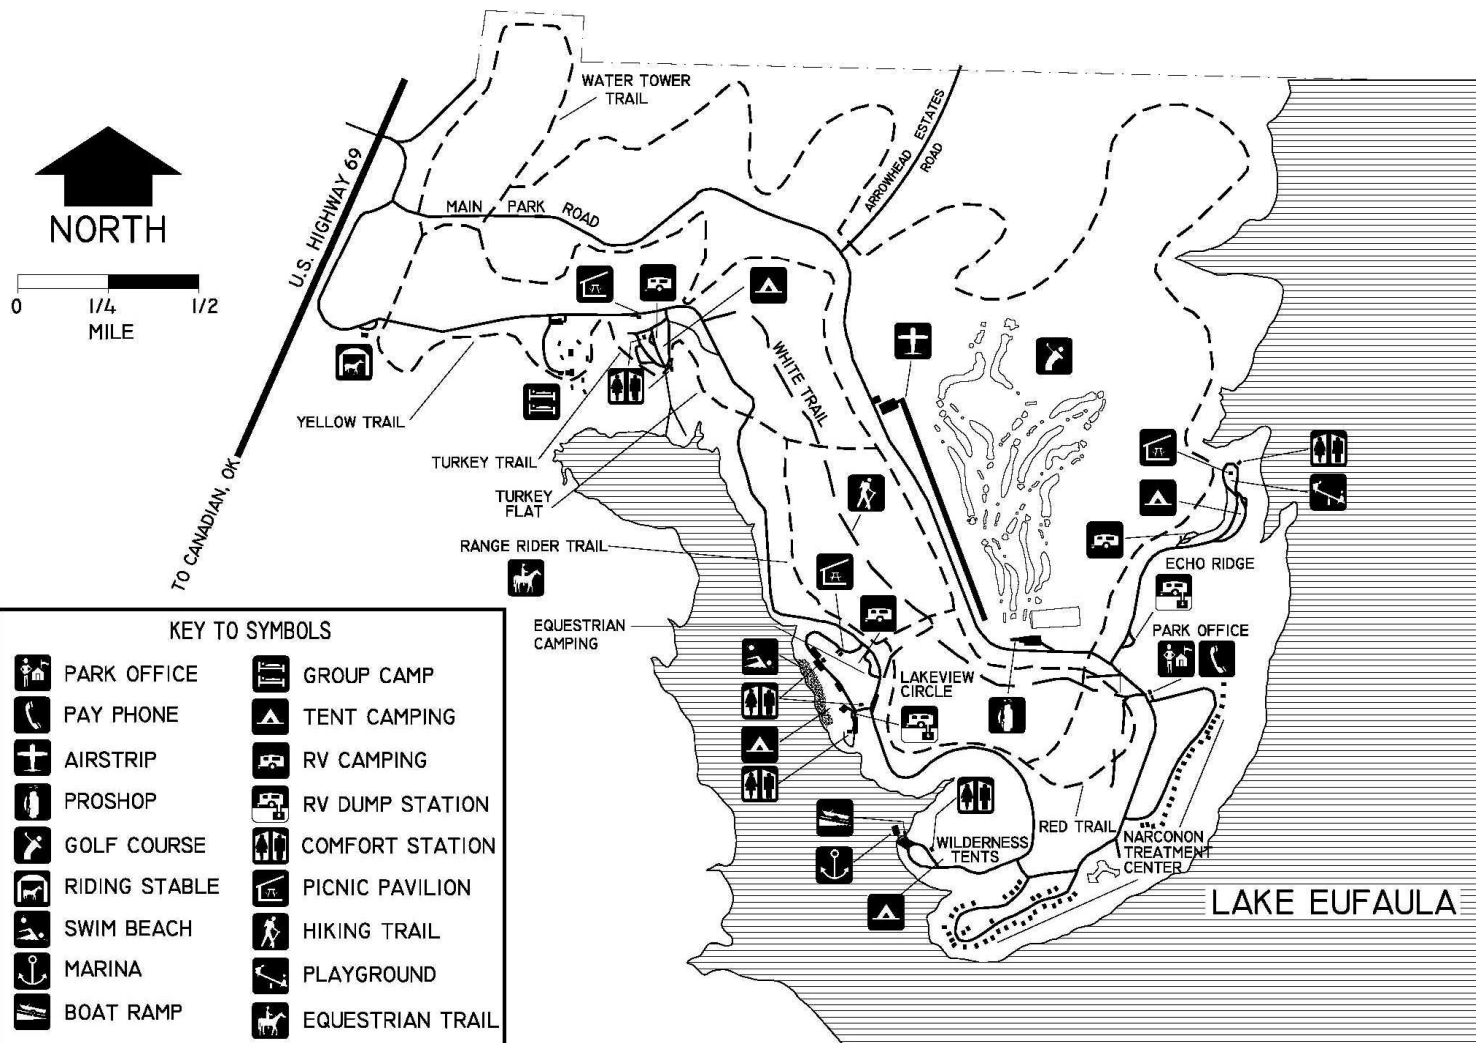 WATER TOWER
TRAIL
ARROWHEAD ESTATES
ROAD
NORTH
0 1/4 1/2
MILE
U.S. HIGHWAY 69
MAIN PARK ROAD
WHITE TRAIL
YELLOW TRAIL
TURKEY TRAIL
TURKEY
FLAT
TO CANADIAN, OK
RANGE RIDER TRAIL
ECHO RIDGE
EQUESTRIAN
CAMPING
PARK OFFICE
LAKEVIEW
CIRCLE
RED TRAIL
WILDERNESS
TENTS
NARCONON
TREATMENT
CENTER
LAKE EUFAULA
KEY TO SYMBOLS
PARK OFFICE
PAY PHONE
AIRSTRIP
PROSHOP
GOLF COURSE
RIDING STABLE
SWIM BEACH
MARINA
BOAT RAMP
GROUP CAMP
TENT CAMPING
RV CAMPING
RV DUMP STATION
COMFORT STATION
PICNIC PAVILION
HIKING TRAIL
PLAYGROUND
EQUESTRIAN TRAIL